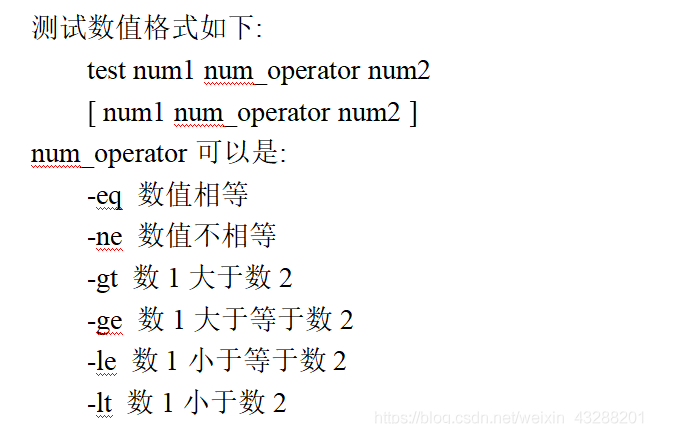 测试数值格式如下:
test num1 num_operator num2
[ num1 num_operator num2 ]
num_operator 可以是:
-eq 数值相等
-ne 数值不相等
-gt 数 1 大于数 2
-ge 数 1 大于等于数 2
-le 数 1 小于等于数 2
-lt 数 1 小于数 2
https://blog.csdn.net/weixin_43288201